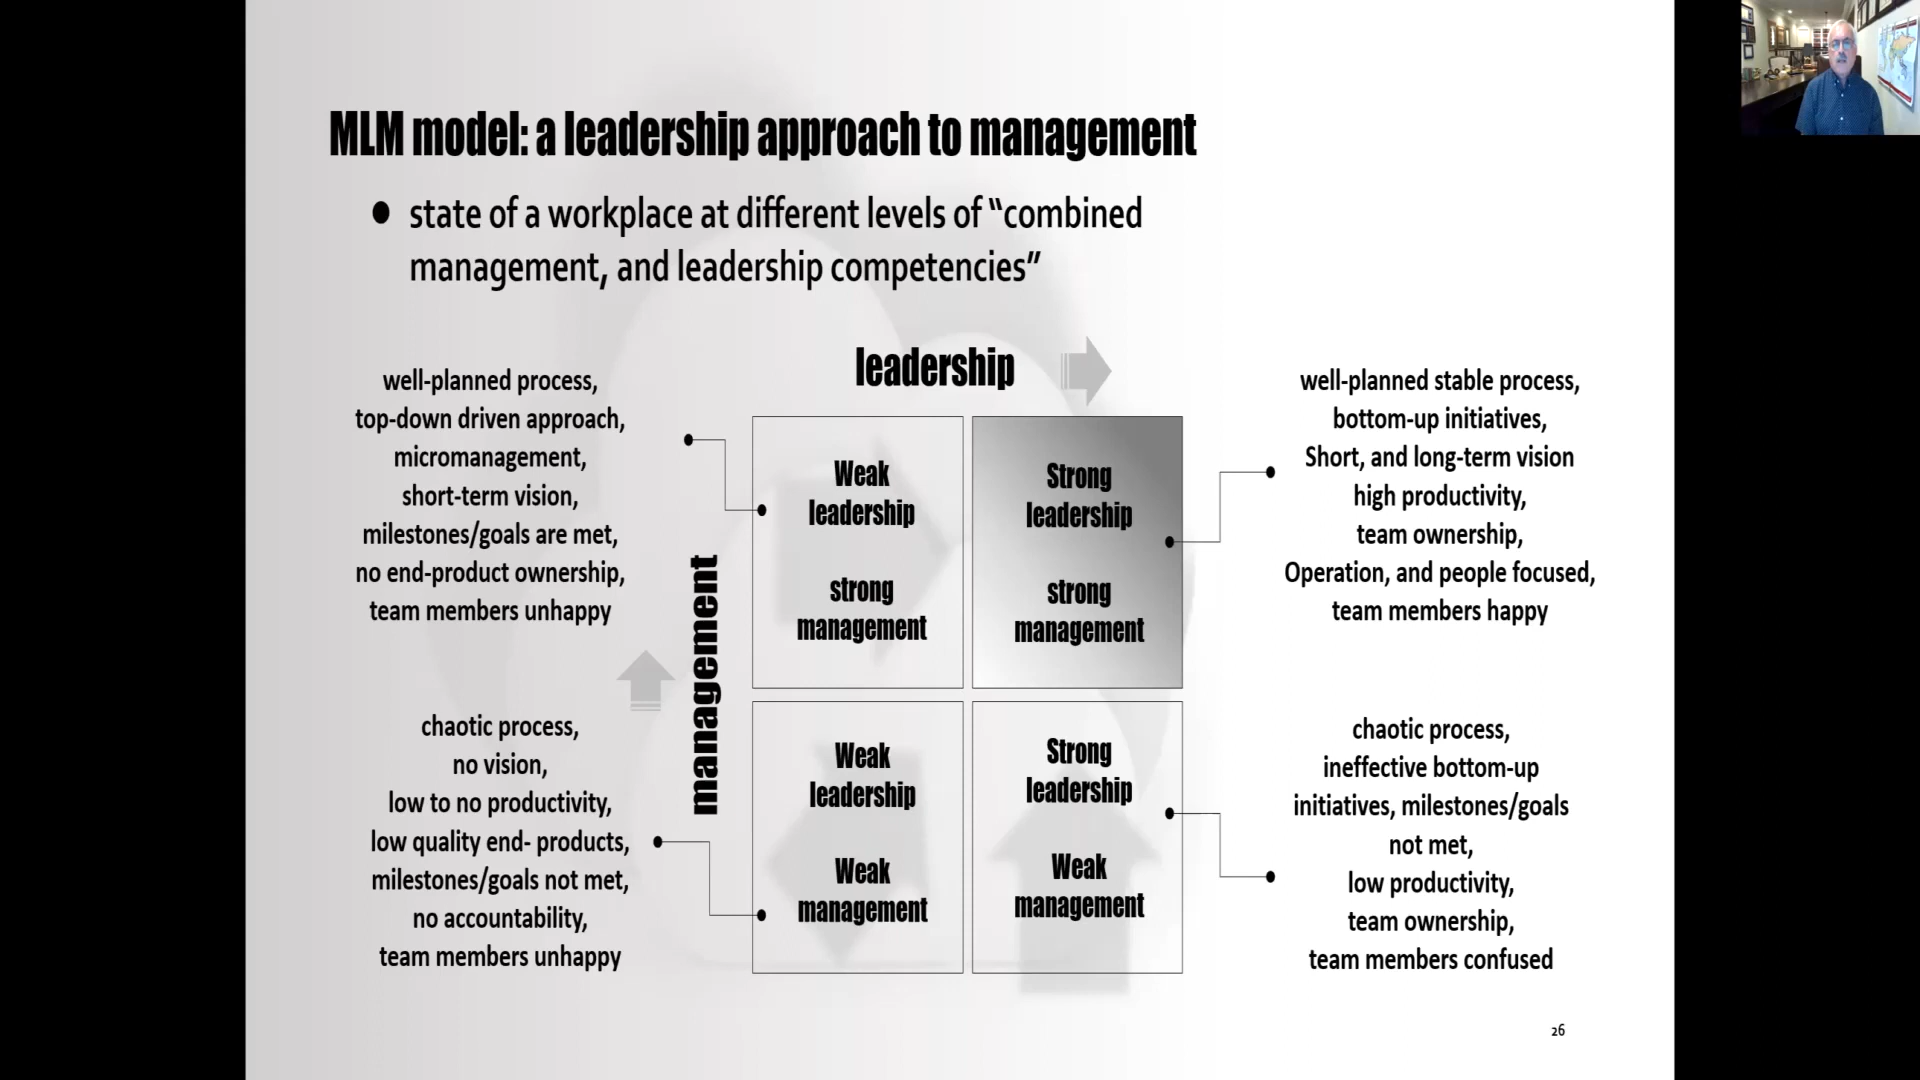 MLM model: a leadership approach to management
● state of a workplace at different levels of “combined
management, and leadership competencies”
leadership
management
well-planned process,
top-down driven approach,
micromanagement,
short-term vision,
milestones/goals are met,
no end-product ownership,
team members unhappy
Weak
leadership
strong
management
Strong
leadership
strong
management
well-planned stable process,
bottom-up initiatives,
Short, and long-term vision
high productivity,
team ownership,
Operation, and people focused,
team members happy
chaotic process,
no vision,
low to no productivity,
low quality end- products,
milestones/goals not met,
no accountability,
team members unhappy
Weak
leadership
Weak
management
Strong
leadership
Weak
management
chaotic process,
ineffective bottom-up
initiatives, milestones/goals
not met,
low productivity,
team ownership,
team members confused
26